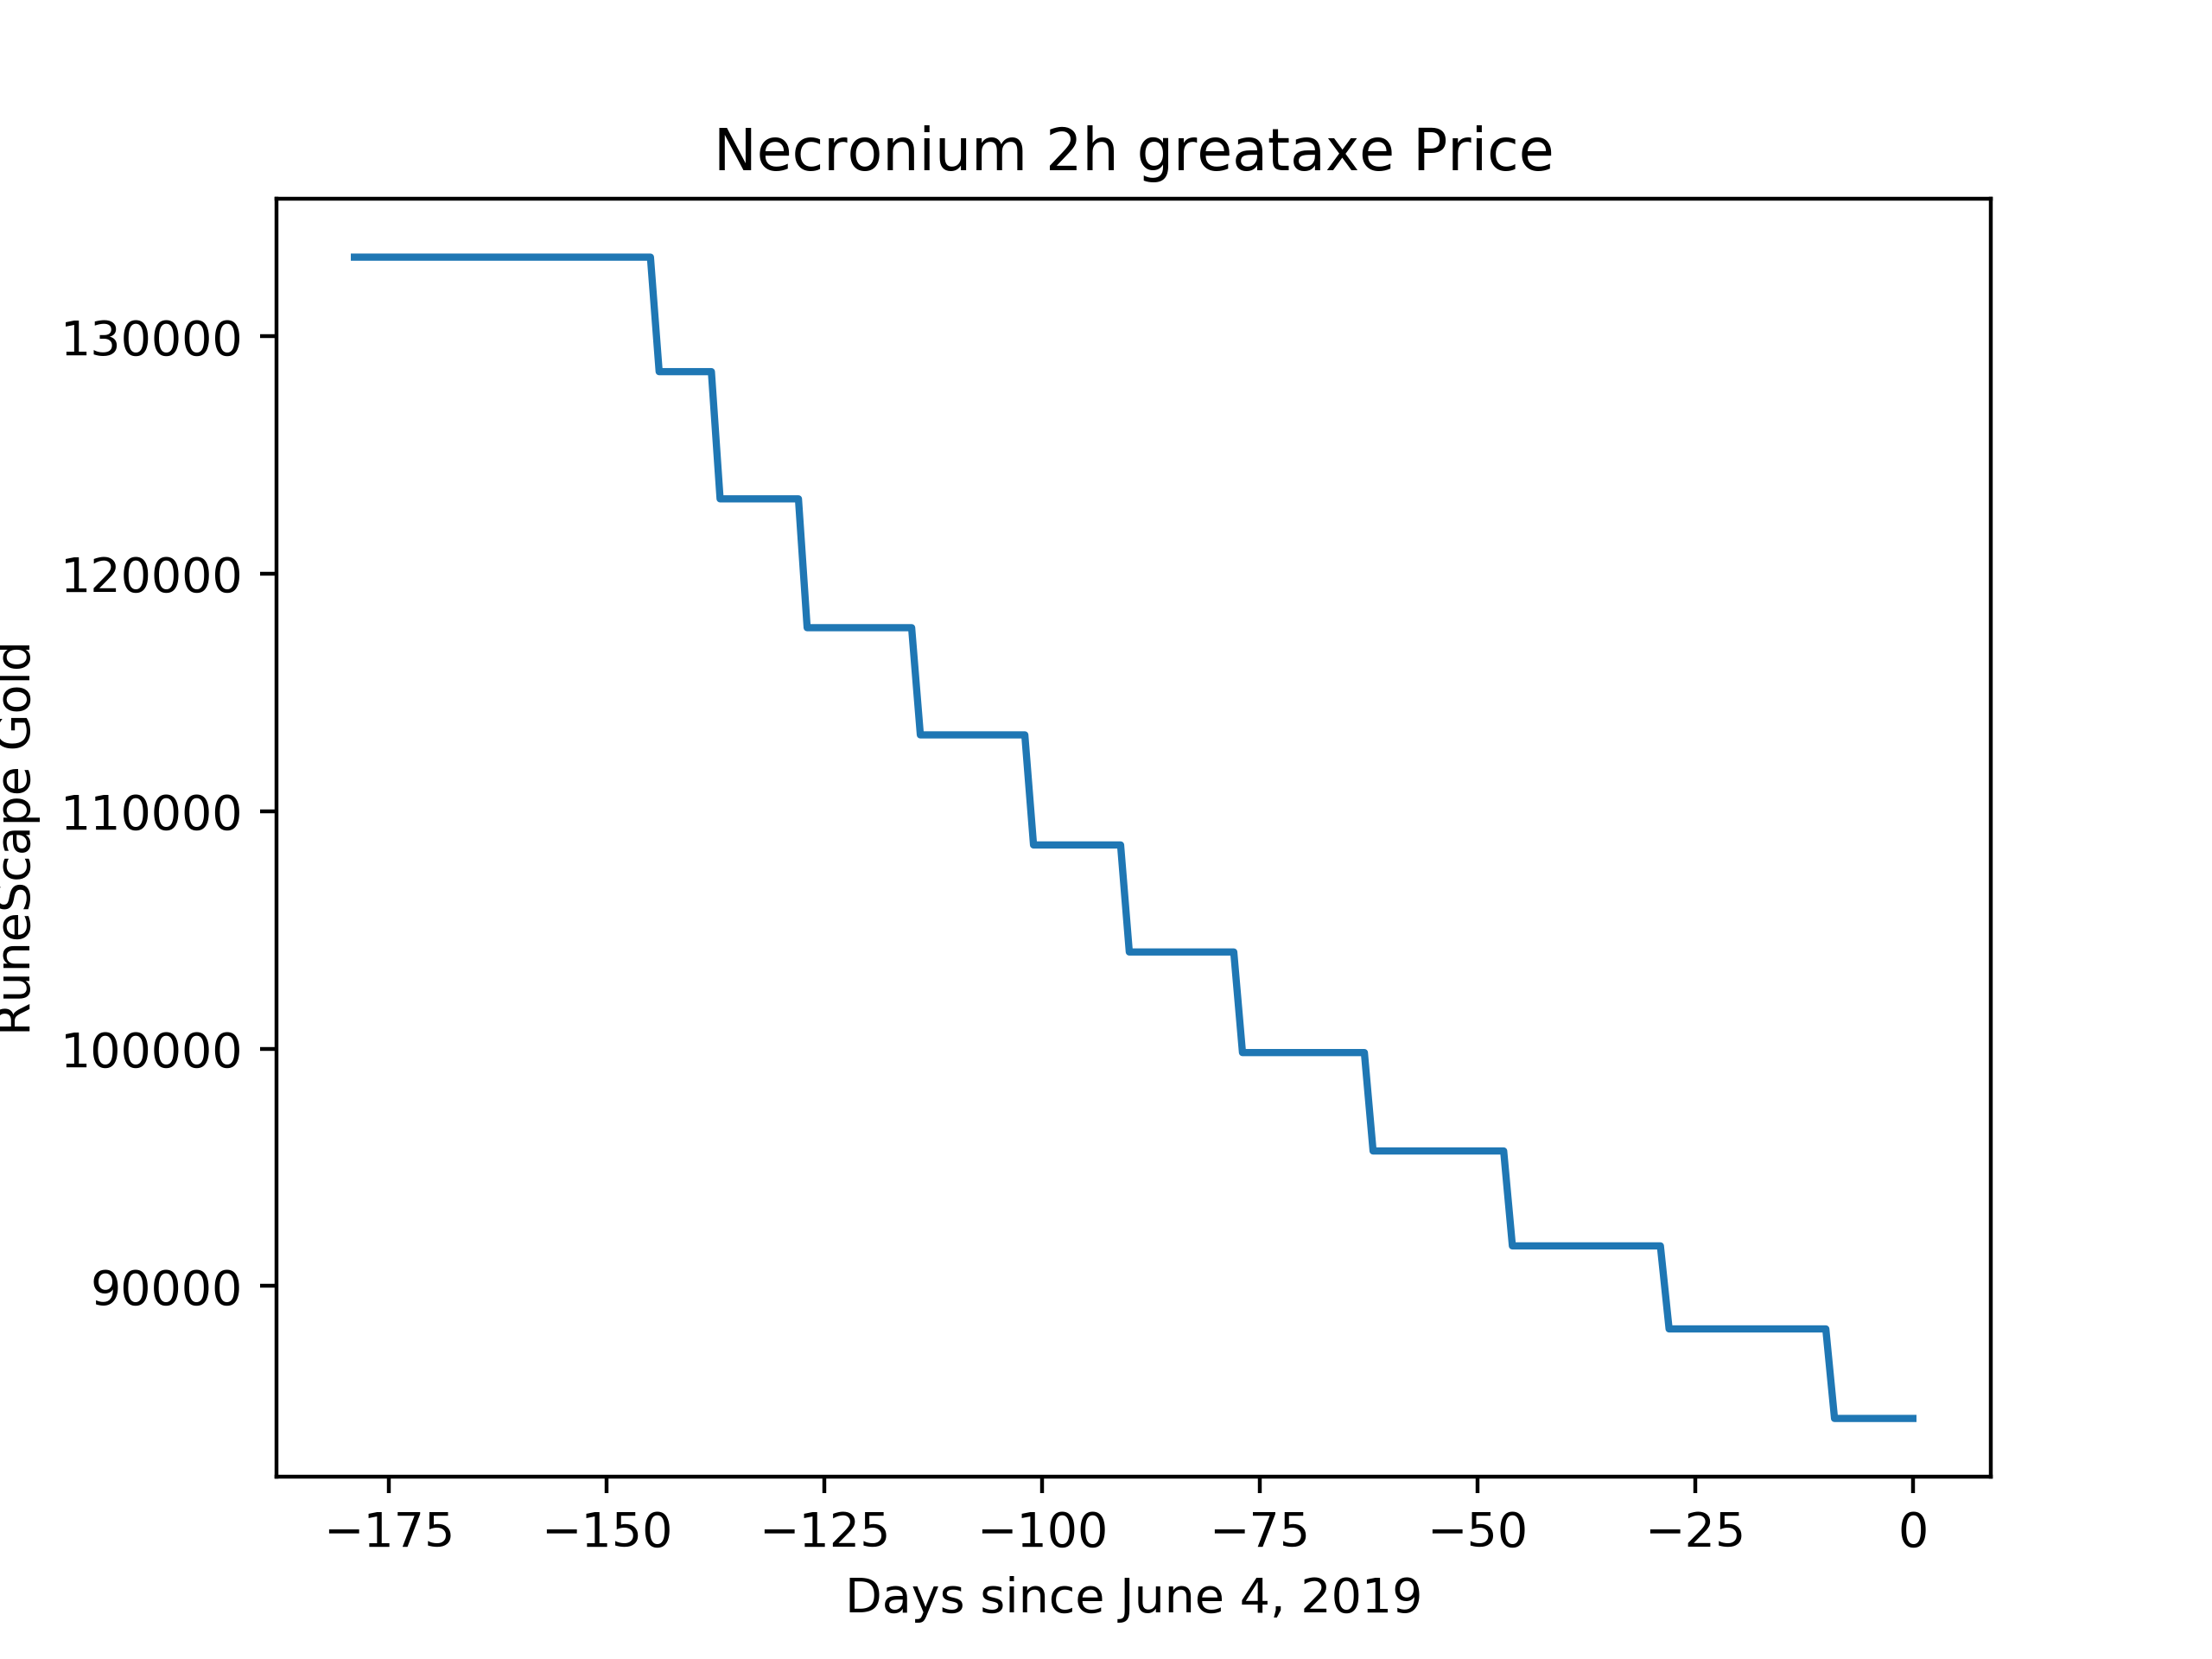 Necronium 2h greataxe Price
130000
120000
110000
100000
90000
RuneScape Gold
−175 −150 −125 −100 −75 −50 −25 0
Days since June 4, 2019